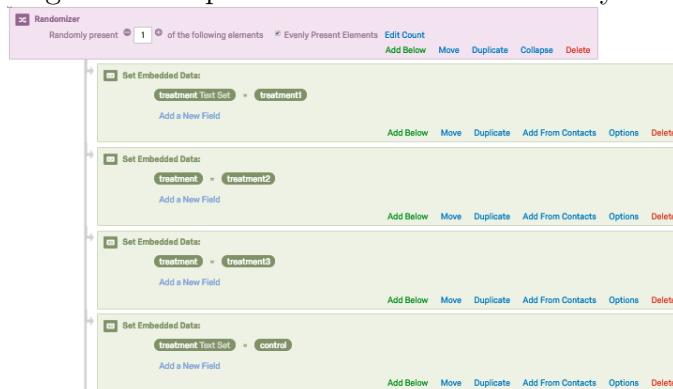 Randomizer
Randomly present 1 of the following elements Evenly Present Elements Edit Count
Add Below Move Duplicate Collapse Delete
Set Embedded Data:
treatment Text Set = treatment1
Add a New Field
Add Below Move Duplicate Add From Contacts Options Delete
Set Embedded Data:
treatment = treatment2
Add a New Field
Add Below Move Duplicate Add From Contacts Options Delete
Set Embedded Data:
treatment = treatment3
Add a New Field
Add Below Move Duplicate Add From Contacts Options Delete
Set Embedded Data:
treatment Text Set = control
Add a New Field
Add Below Move Duplicate Add From Contacts Options Delete